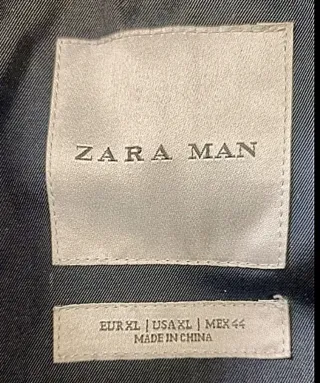 ZARA MAN
EUR XL | USA XL | MEX 44
MADE IN CHINA